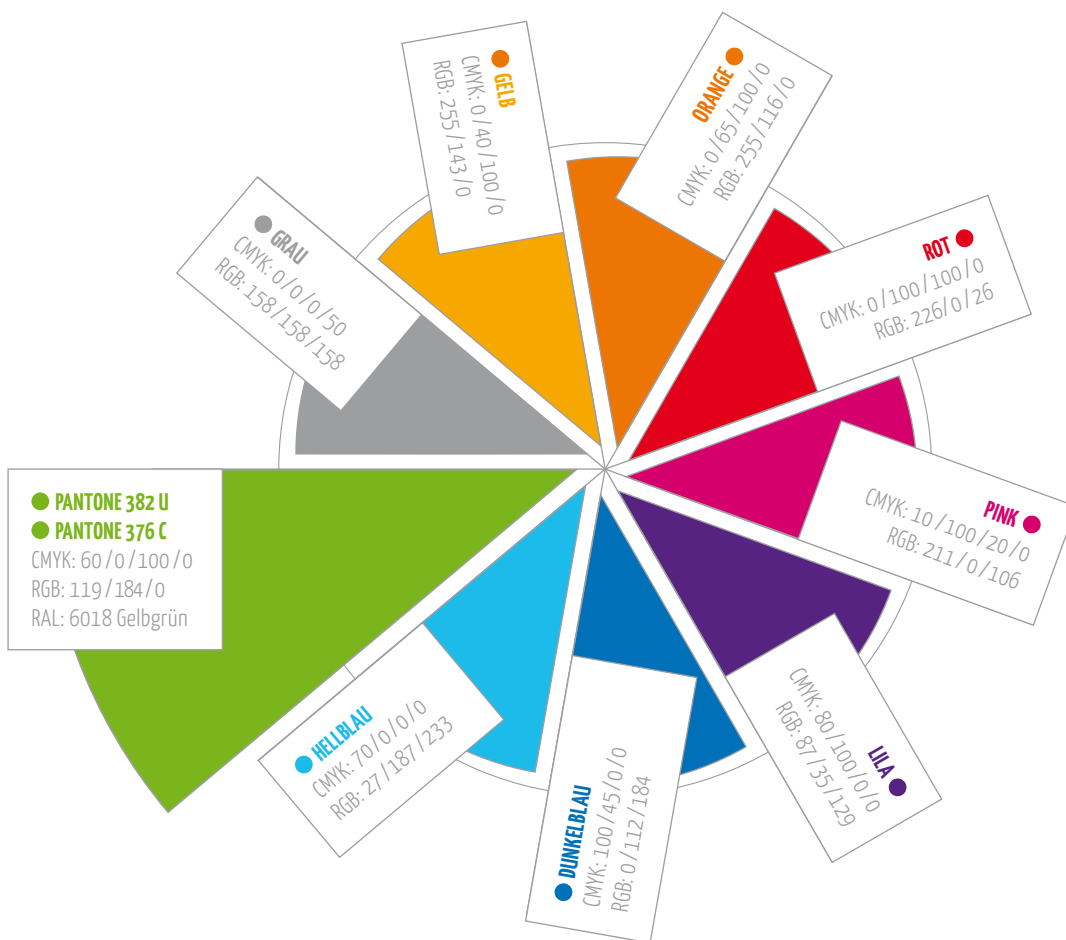 GELB
CMYK: 0/40/100/0
RGB: 255/143/0
ORANGE
CMYK: 0/65/100/0
RGB: 255/116/0
GRAU
CMYK: 0/0/0/50
RGB: 158/158/158
ROT
CMYK: 0/100/100/0
RGB: 226/0/26
PANTONE 382 U
PANTONE 376 C
CMYK: 60/0/100/0
RGB: 119/184/0
RAL: 6018 Gelbgrün
PINK
CMYK: 10/100/20/0
RGB: 211/0/106
HELLBLAU
CMYK: 70/0/0/0
RGB: 27/187/233
DUNKELBLAU
CMYK: 100/45/0/0
RGB: 0/112/184
LILA
CMYK: 80/100/0/0
RGB: 87/35/129